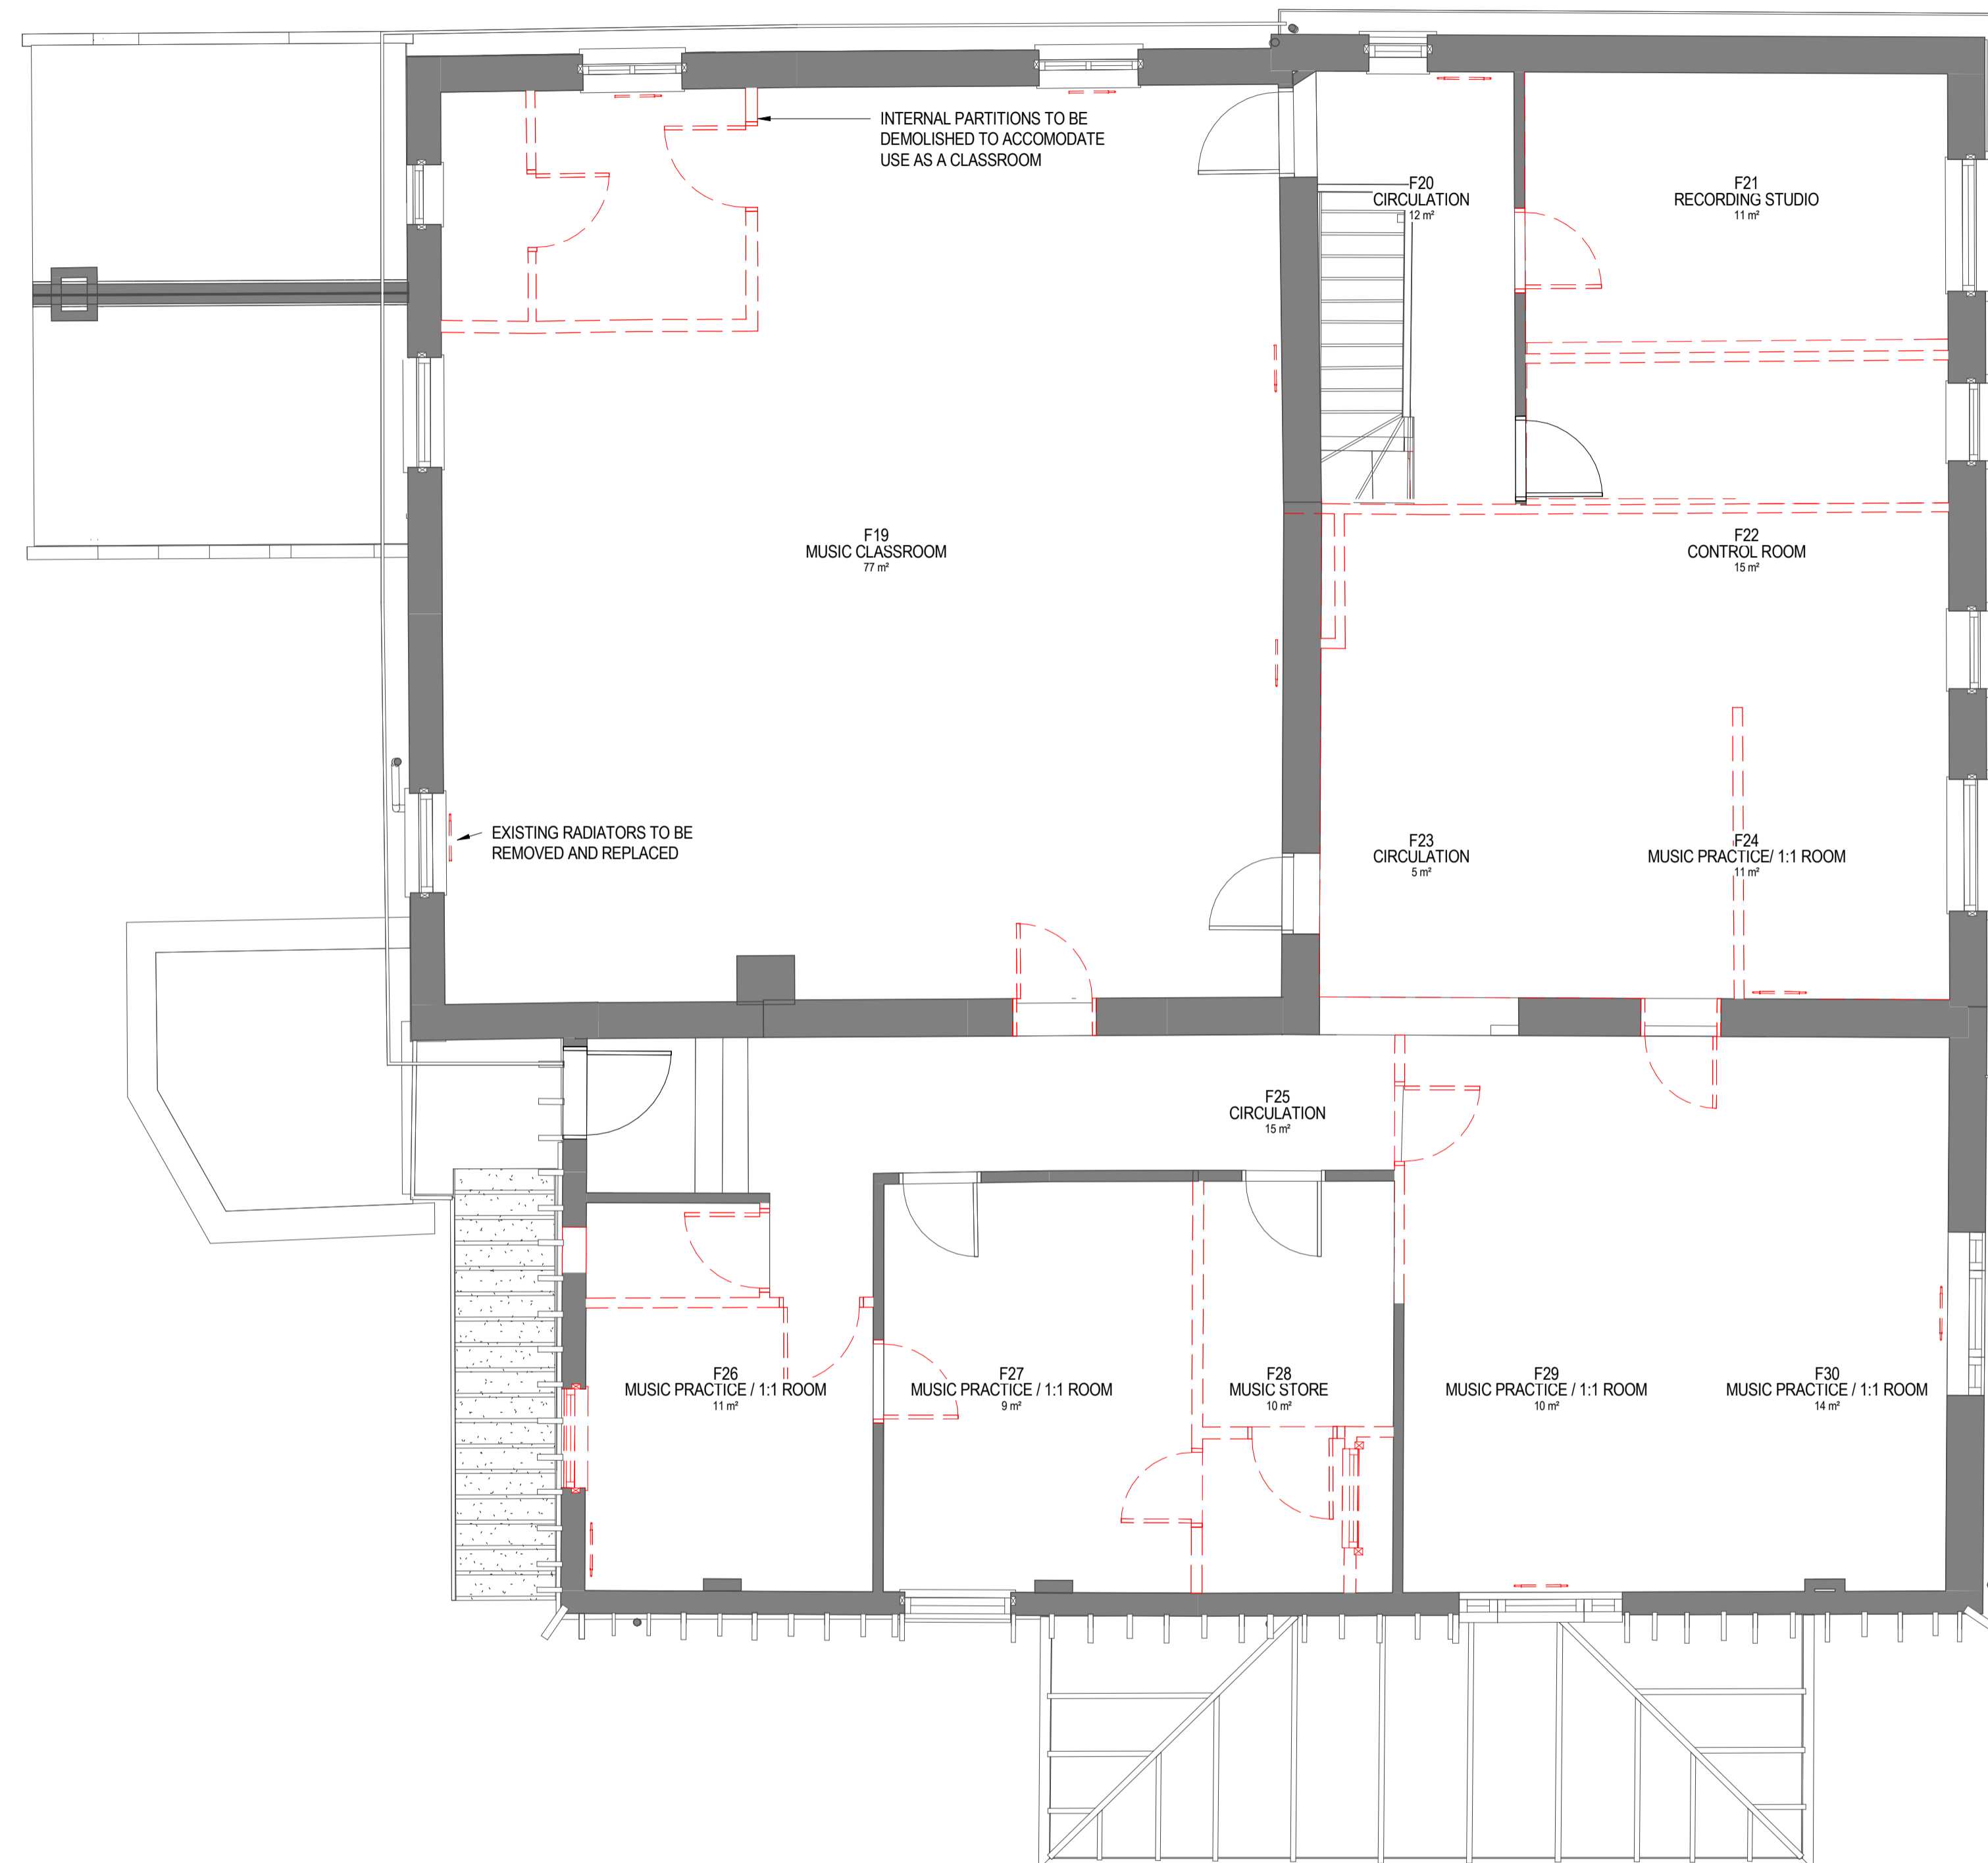 INTERNAL PARTITIONS TO BE
DEMOLISHED TO ACCOMODATE
USE AS A CLASSROOM
F20
CIRCULATION
12 m²
F21
RECORDING STUDIO
11 m²
F19
MUSIC CLASSROOM
77 m²
F22
CONTROL ROOM
15 m²
EXISTING RADIATORS TO BE
REMOVED AND REPLACED
F23
CIRCULATION
5 m²
F24
MUSIC PRACTICE/ 1:1 ROOM
11 m²
F25
CIRCULATION
15 m²
F26
MUSIC PRACTICE / 1:1 ROOM
11 m²
F27
MUSIC PRACTICE / 1:1 ROOM
9 m²
F28
MUSIC STORE
10 m²
F29
MUSIC PRACTICE / 1:1 ROOM
10 m²
F30
MUSIC PRACTICE / 1:1 ROOM
14 m²